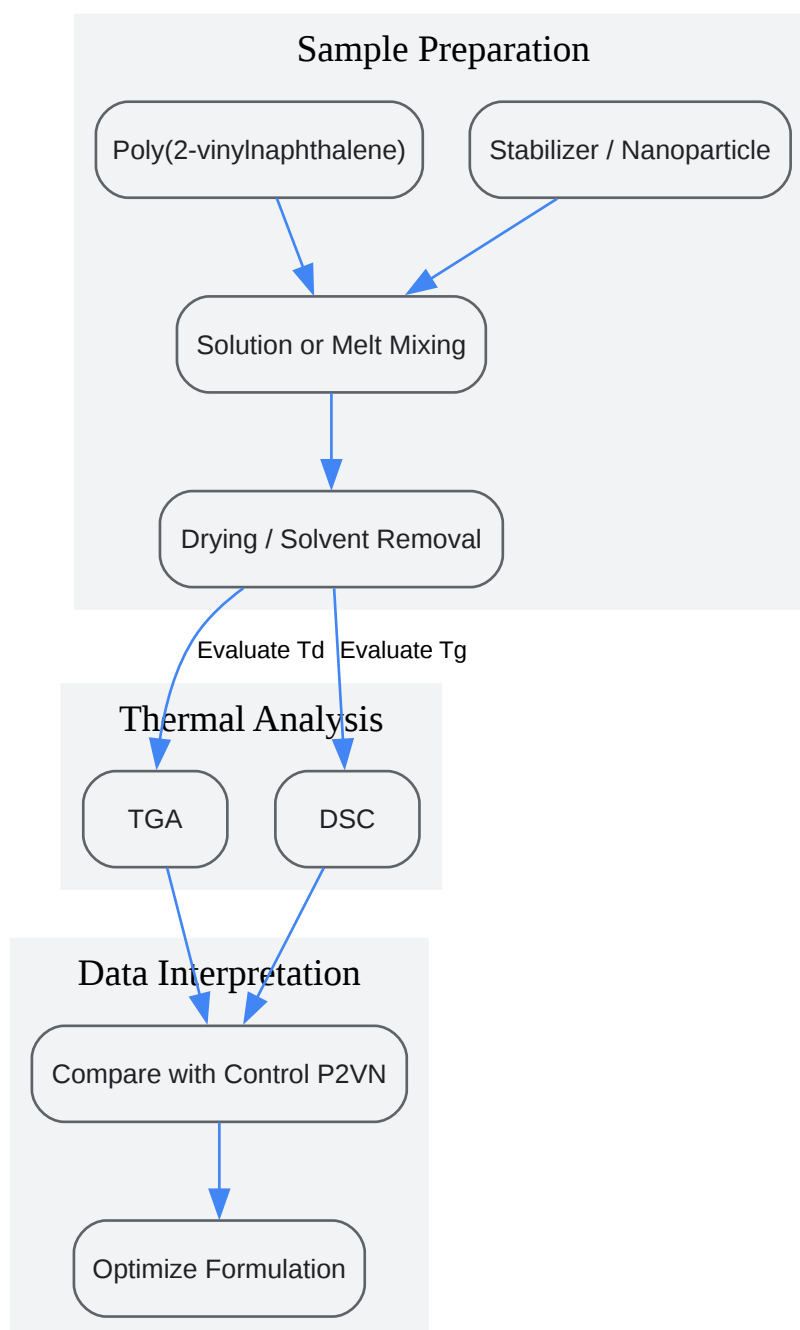 Sample Preparation
Poly(2-vinylnaphthalene)
Stabilizer / Nanoparticle
Solution or Melt Mixing
Drying / Solvent Removal
Evaluate Td
Evaluate Tg
Thermal Analysis
TGA
DSC
Data Interpretation
Compare with Control P2VN
Optimize Formulation